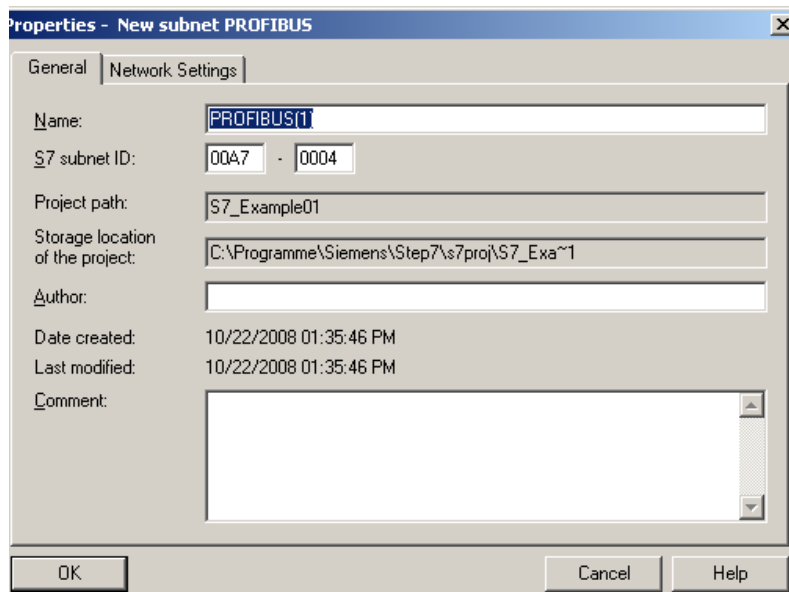 Properties - New subnet PROFIBUS
General Network Settings
Name: PROFIBUS(1)
S7 subnet ID: 00A7 - 0004
Project path: S7_Example01
Storage location
of the project: C:\Programme\Siemens\Step7\s7proj\S7_Exa~1
Author:
Date created: 10/22/2008 01:35:46 PM
Last modified: 10/22/2008 01:35:46 PM
Comment:
OK Cancel Help